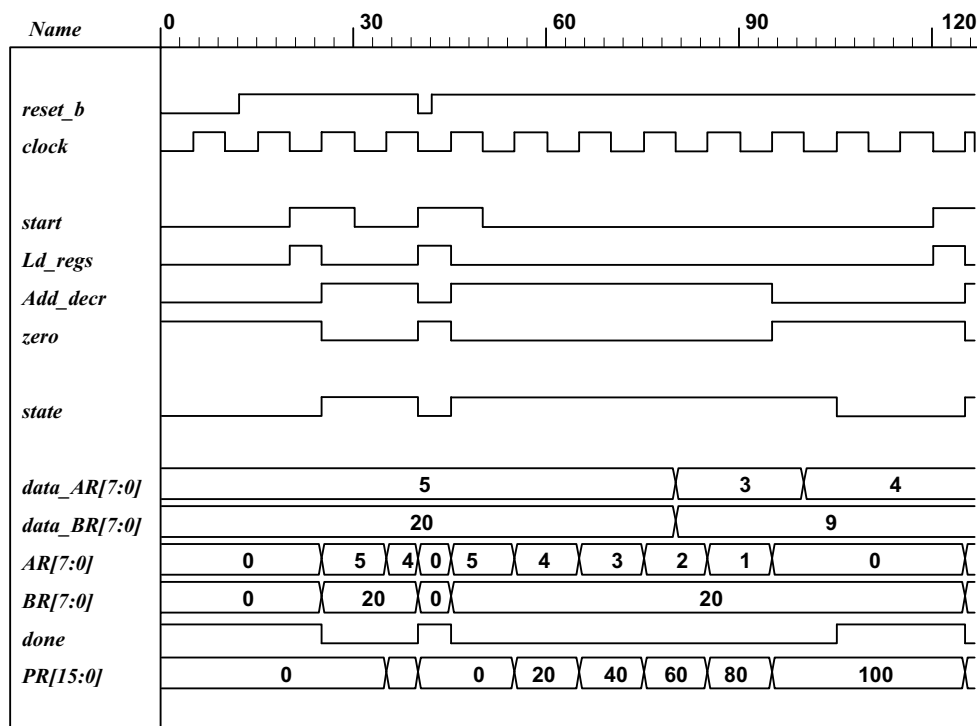 Name 0 30 60 90 120
reset_b
clock
start
Ld_regs
Add_decr
zero
state
data_AR[7:0] 5 3 4
data_BR[7:0] 20 9
AR[7:0] 0 5 4 0 5 4 3 2 1 0
BR[7:0] 0 20 0 20
done
PR[15:0] 0 0 20 40 60 80 100